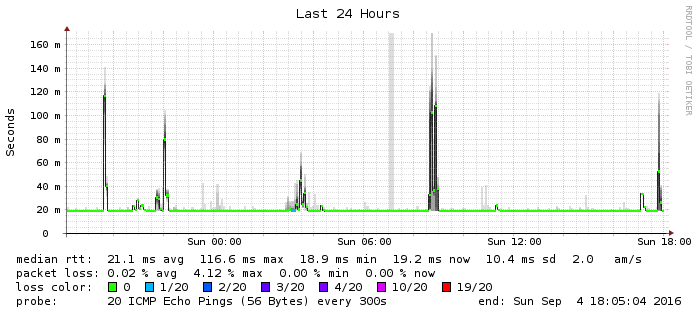 Last 24 Hours
RRDTOOL / TOBI OETIKER
Seconds
160 m
140 m
120 m
100 m
80 m
60 m
40 m
20 m
0
Sun 00:00 Sun 06:00 Sun 12:00 Sun 18:00
median rtt: 21.1 ms avg 116.6 ms max 18.9 ms min 19.2 ms now 10.4 ms sd 2.0 am/s
packet loss: 0.02 % avg 4.12 % max 0.00 % min 0.00 % now
loss color: 0 1/20 2/20 3/20 4/20 10/20 19/20
probe: 20 ICMP Echo Pings (56 Bytes) every 300s end: Sun Sep 4 18:05:04 2016